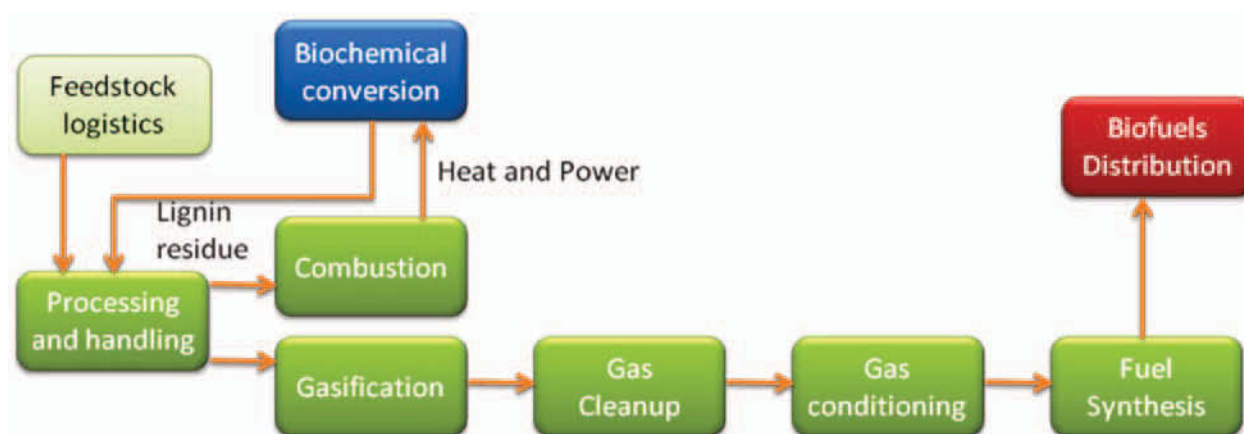 Feedstock
logistics
Biochemical
conversion
Biofuels
Distribution
Heat and Power
Lignin
residue
Combustion
Processing
and handling
Gasification
Gas
Cleanup
Gas
conditioning
Fuel
Synthesis